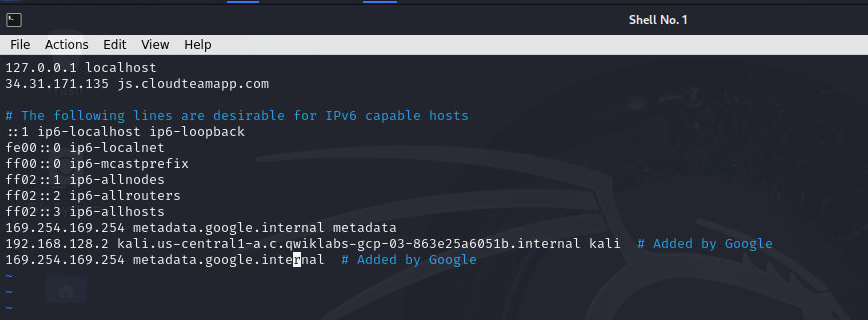 Shell No. 1
File Actions Edit View Help
127.0.0.1 localhost
34.31.171.135 js.cloudteamapp.com
# The following lines are desirable for IPv6 capable hosts
::1 ip6-localhost ip6-loopback
fe00::0 ip6-localnet
ff00::0 ip6-mcastprefix
ff02::1 ip6-allnodes
ff02::2 ip6-allrouters
ff02::3 ip6-allhosts
169.254.169.254 metadata.google.internal metadata
192.168.128.2 kali.us-central1-a.c.qwiklabs-gcp-03-863e25a6051b.internal kali  # Added by Google
169.254.169.254 metadata.google.internal  # Added by Google
~
~
~